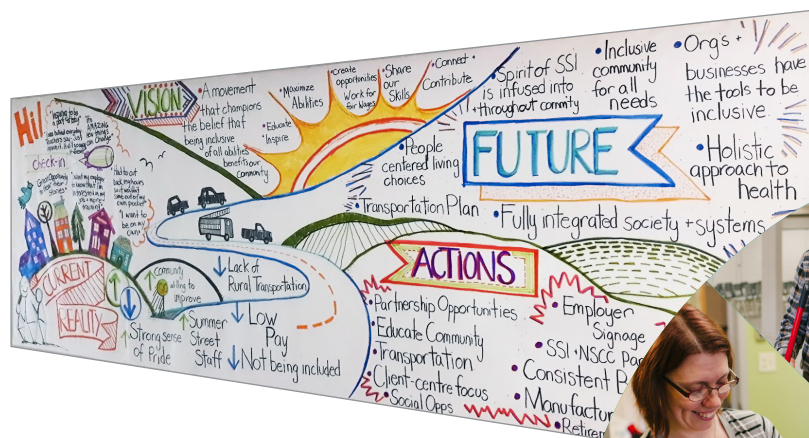 Hi!
Check-in
"I want to
be on my
own"
VISION
• A movement
that champions
the belief that
being inclusive
of all abilities
benefits our
community
• Educate
• Inspire
• Maximize
Abilities
• Create
opportunities
Work for
fair wages
• Share
our
Skills
• Connect
Contribute
• Spirit of SSI
is infused into
throughout commity
• Inclusive
community
for all
needs
• Org's +
businesses have
the tools to be
inclusive
FUTURE
• People
centered living
choices
• Holistic
approach to
health
• Transportation Plan
• Fully integrated society + systems
CURRENT
REALITY
Community
willing to
improve
Strong sense
of Pride
Summer
Street
Staff
Lack of
Rural Transportation
Low
Pay
Not being included
ACTIONS
• Partnership Opportunities
• Educate Community
• Transportation
• Client-centre focus
• Social Opps
• Employer
Signage
• SSI + NSCC
• Consistent